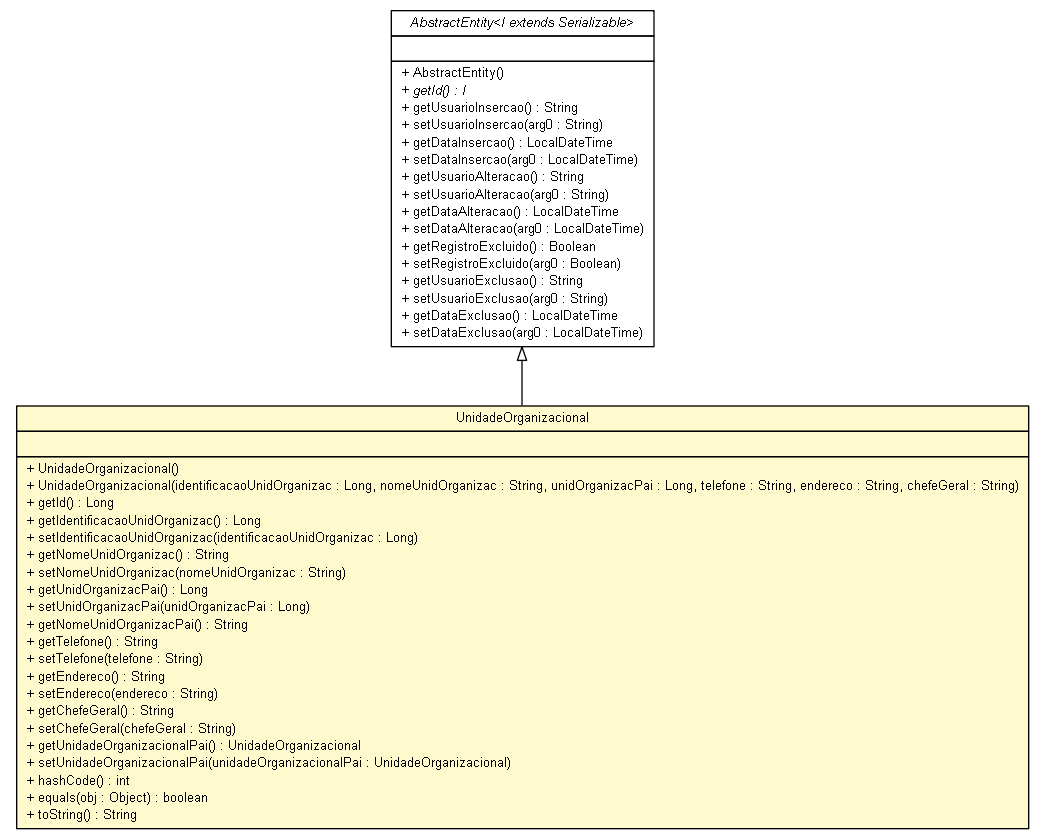 AbstractEntity<I extends Serializable>
+ AbstractEntity()
+ getId() : I
+ getUsuarioInsercao() : String
+ setUsuarioInsercao(arg0 : String)
+ getDataInsercao() : LocalDateTime
+ setDataInsercao(arg0 : LocalDateTime)
+ getUsuarioAlteracao() : String
+ setUsuarioAlteracao(arg0 : String)
+ getDataAlteracao() : LocalDateTime
+ setDataAlteracao(arg0 : LocalDateTime)
+ getRegistroExcluido() : Boolean
+ setRegistroExcluido(arg0 : Boolean)
+ getUsuarioExclusao() : String
+ setUsuarioExclusao(arg0 : String)
+ getDataExclusao() : LocalDateTime
+ setDataExclusao(arg0 : LocalDateTime)
UnidadeOrganizacional
+ UnidadeOrganizacional()
+ UnidadeOrganizacional(identificacaoUnidOrganizac : Long, nomeUnidOrganizac : String, unidOrganizacPai : Long, telefone : String, endereco : String, chefeGeral : String)
+ getId() : Long
+ getIdentificacaoUnidOrganizac() : Long
+ setIdentificacaoUnidOrganizac(identificacaoUnidOrganizac : Long)
+ getNomeUnidOrganizac() : String
+ setNomeUnidOrganizac(nomeUnidOrganizac : String)
+ getUnidOrganizacPai() : Long
+ setUnidOrganizacPai(unidOrganizacPai : Long)
+ getNomeUnidOrganizacPai() : String
+ getTelefone() : String
+ setTelefone(telefone : String)
+ getEndereco() : String
+ setEndereco(endereco : String)
+ getChefeGeral() : String
+ setChefeGeral(chefeGeral : String)
+ getUnidadeOrganizacionalPai() : UnidadeOrganizacional
+ setUnidadeOrganizacionalPai(unidadeOrganizacionalPai : UnidadeOrganizacional)
+ hashCode() : int
+ equals(obj : Object) : boolean
+ toString() : String